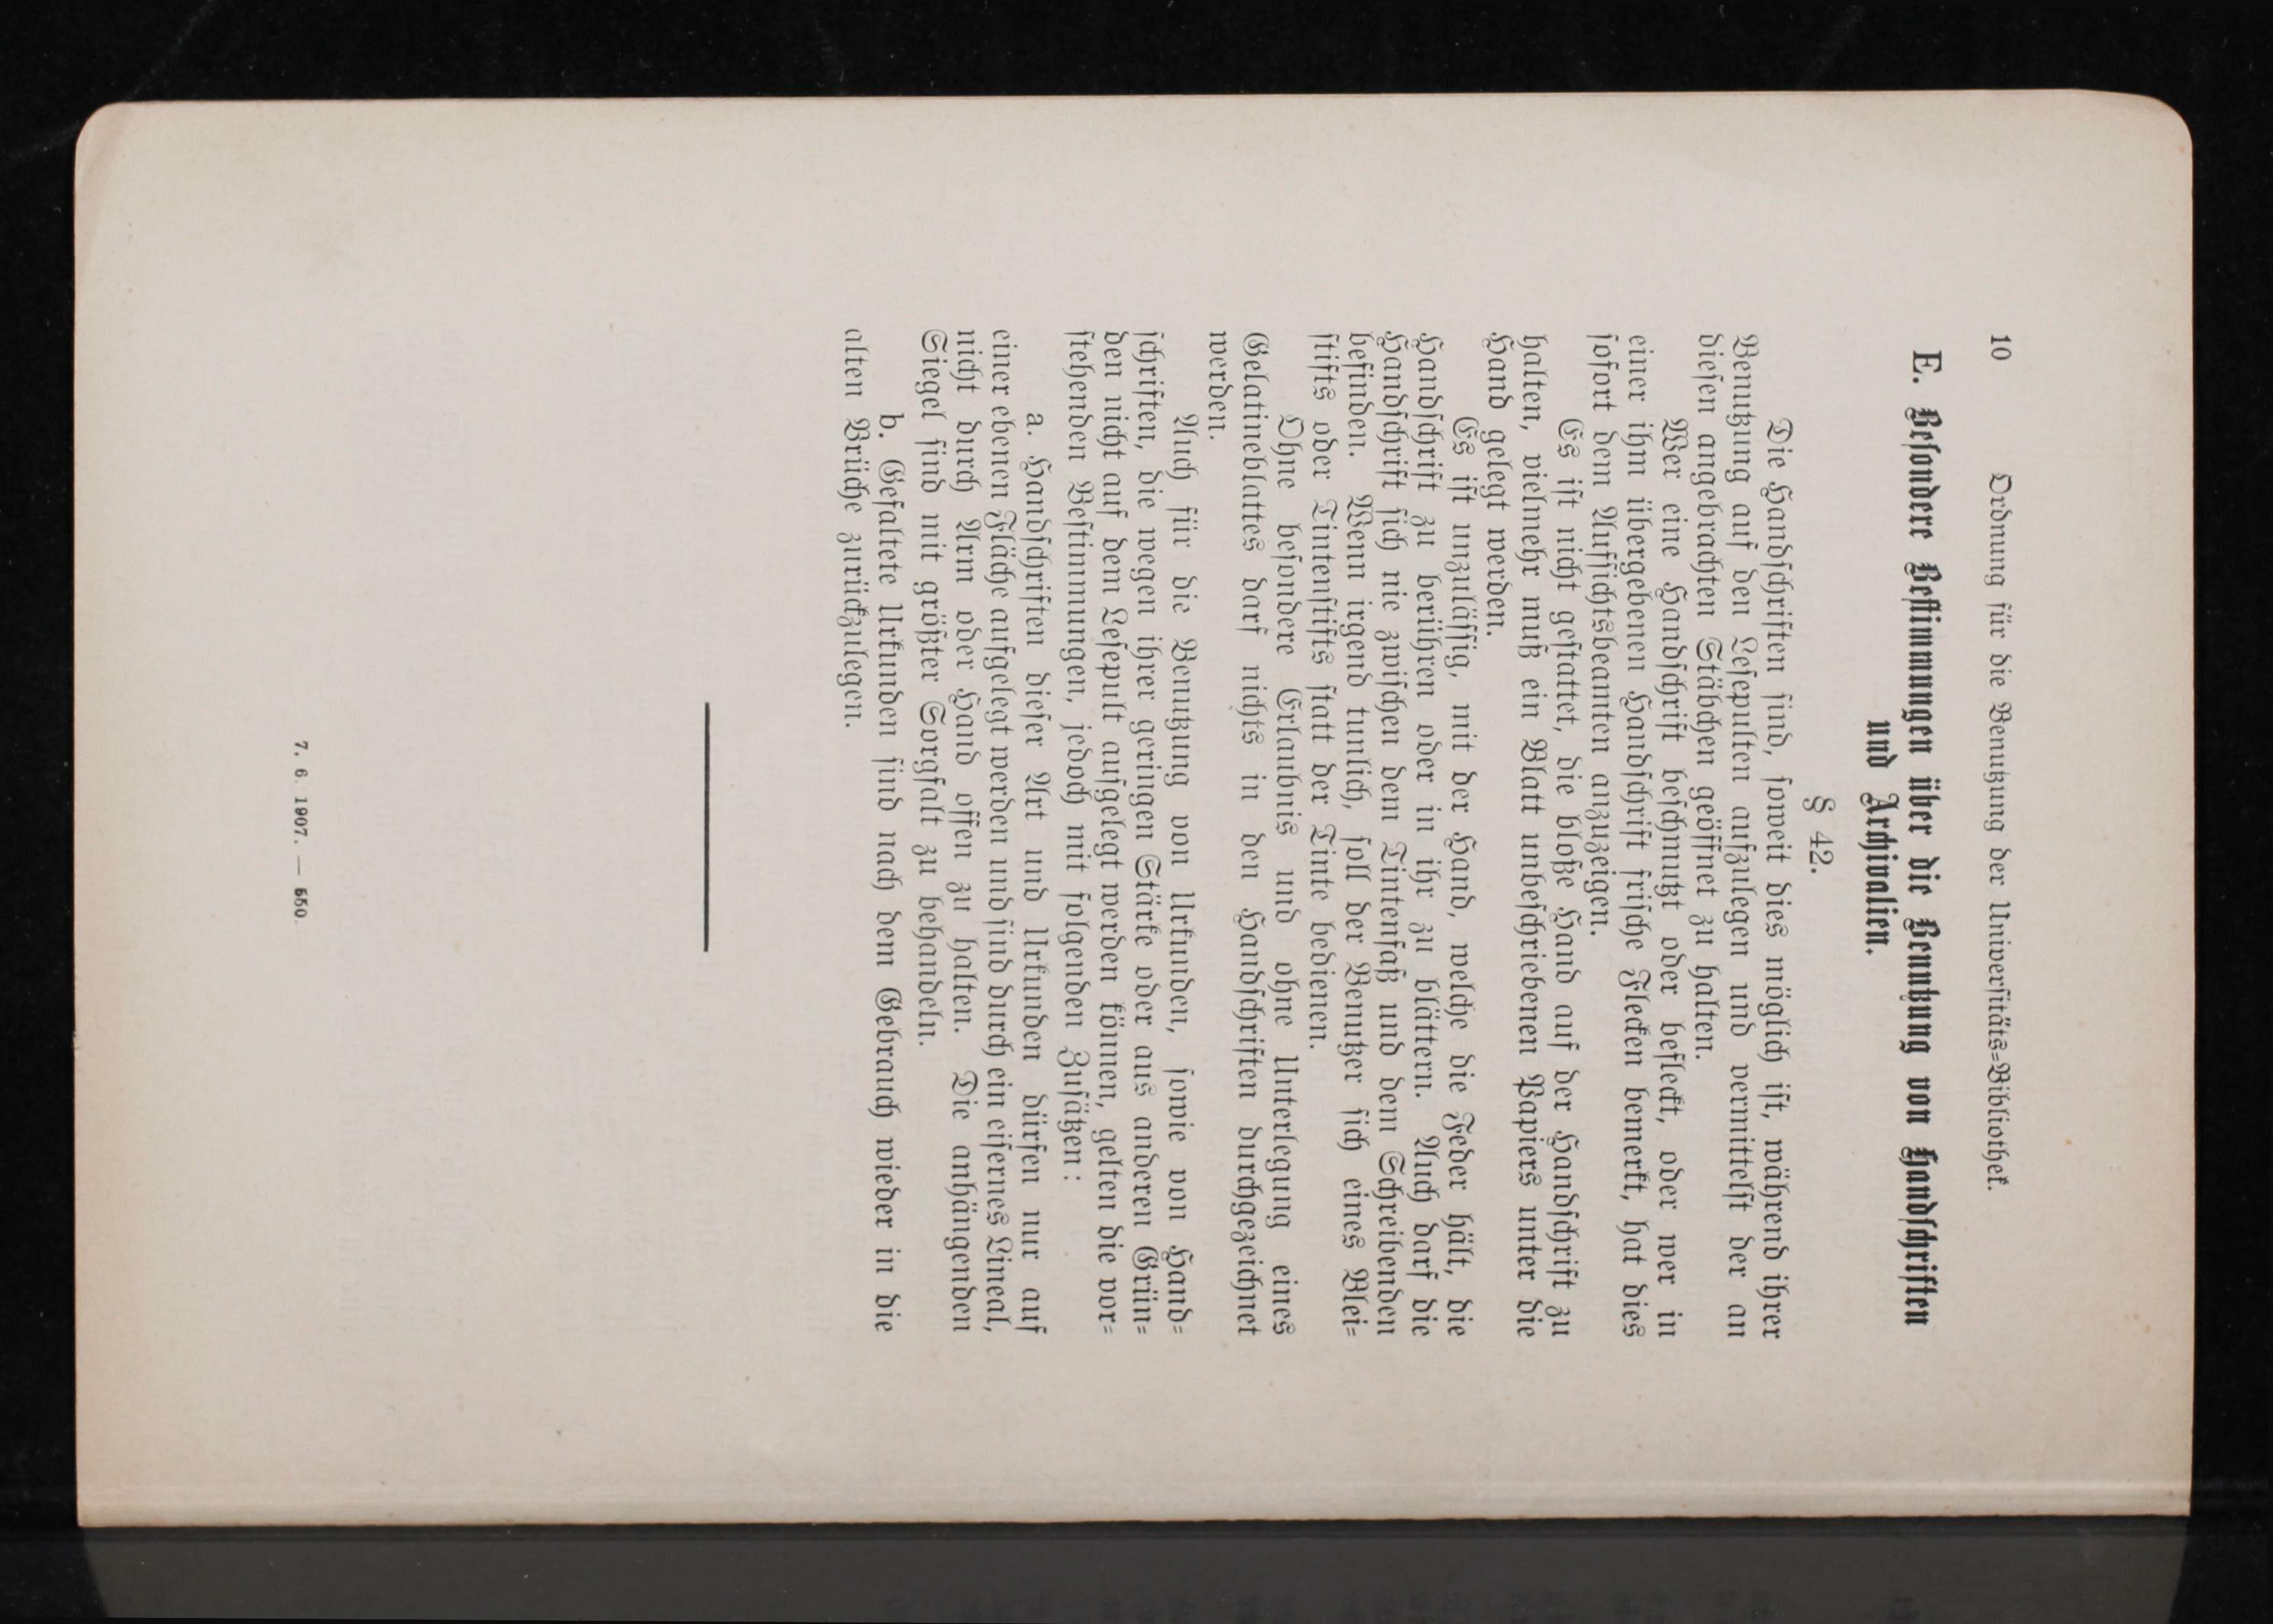 10 Ordnung für die Benutzung der Universitäts=Bibliothek.
E. Besondere Bestimmungen über die Benutzung von Handschriften
und Archivalien.
§ 42.
Die Handschriften sind, soweit dies möglich ist, während ihrer
Benutzung auf den Lesepulten aufzulegen und vermittelst der an
diesen angebrachten Stäbchen geöffnet zu halten.
Wer eine Handschrift beschmutzt oder befleckt, oder wer in
einer ihm übergebenen Handschrift frische Flecken bemerkt, hat dies
sofort dem Aufsichtsbeamten anzuzeigen.
Es ist nicht gestattet, die bloße Hand auf der Handschrift zu
halten, vielmehr muß ein Blatt unbeschriebenen Papiers unter die
Hand gelegt werden.
Es ist unzulässig, mit der Hand, welche die Feder hält, die
Handschrift zu berühren oder in ihr zu blättern. Auch darf die
Handschrift sich nie zwischen dem Tintenfaß und dem Schreibenden
befinden. Wenn irgend tunlich, soll der Benutzer sich eines Blei=
stifts oder Tintenstifts statt der Tinte bedienen.
Ohne besondere Erlaubnis und ohne Unterlegung eines
Gelatineblattes darf nichts in den Handschriften durchgezeichnet
werden.
Auch für die Benutzung von Urkunden, sowie von Hand=
schriften, die wegen ihrer geringen Stärke oder aus anderen Grün=
den nicht auf dem Lesepult aufgelegt werden können, gelten die vor=
stehenden Bestimmungen, jedoch mit folgenden Zusätzen:
a. Handschriften dieser Art und Urkunden dürfen nur auf
einer ebenen Fläche aufgelegt werden und sind durch ein eisernes Lineal,
nicht durch Arm oder Hand offen zu halten. Die anhängenden
Siegel sind mit größter Sorgfalt zu behandeln.
b. Gefaltete Urkunden sind nach dem Gebrauch wieder in die
alten Brüche zurückzulegen.
7. 6. 1907. — 550.